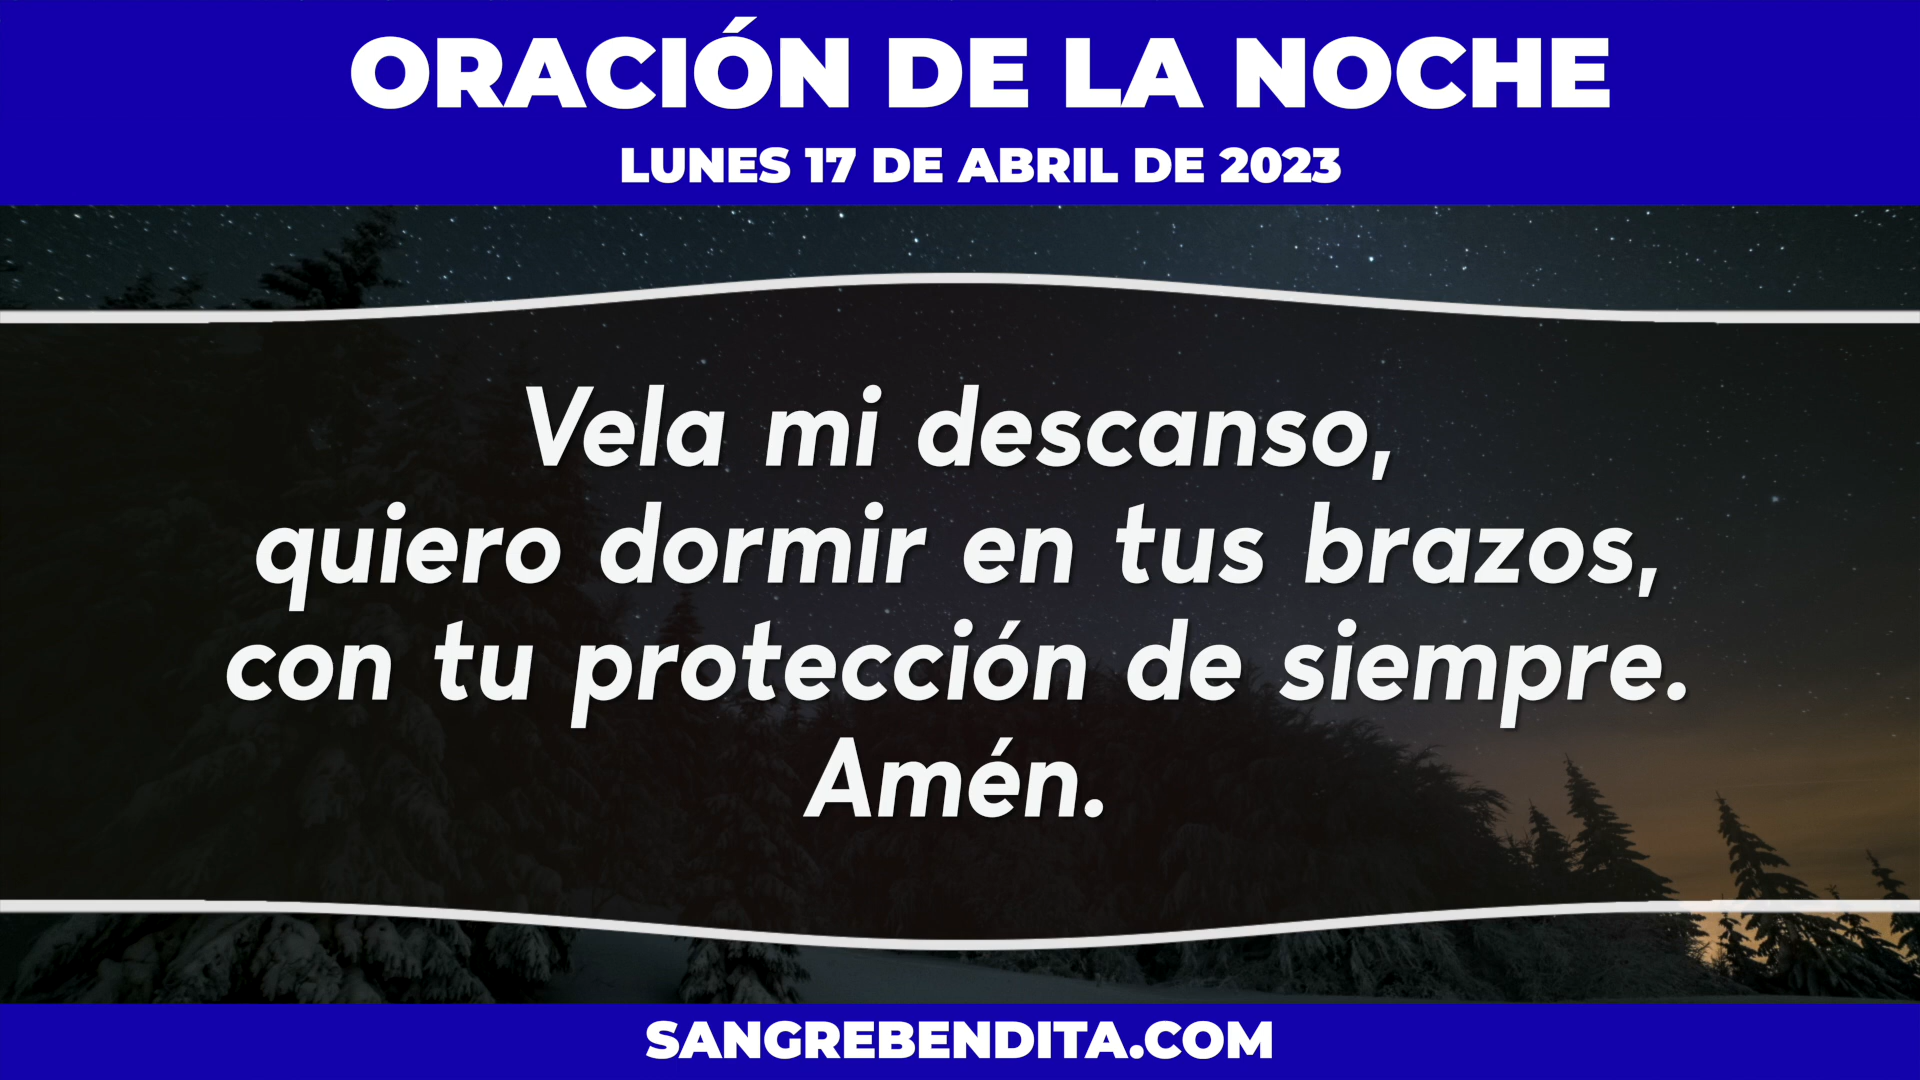 ORACIÓN DE LA NOCHE
LUNES 17 DE ABRIL DE 2023
Vela mi descanso,
quiero dormir en tus brazos,
con tu protección de siempre.
Amén.
SANGREBENDITA.COM